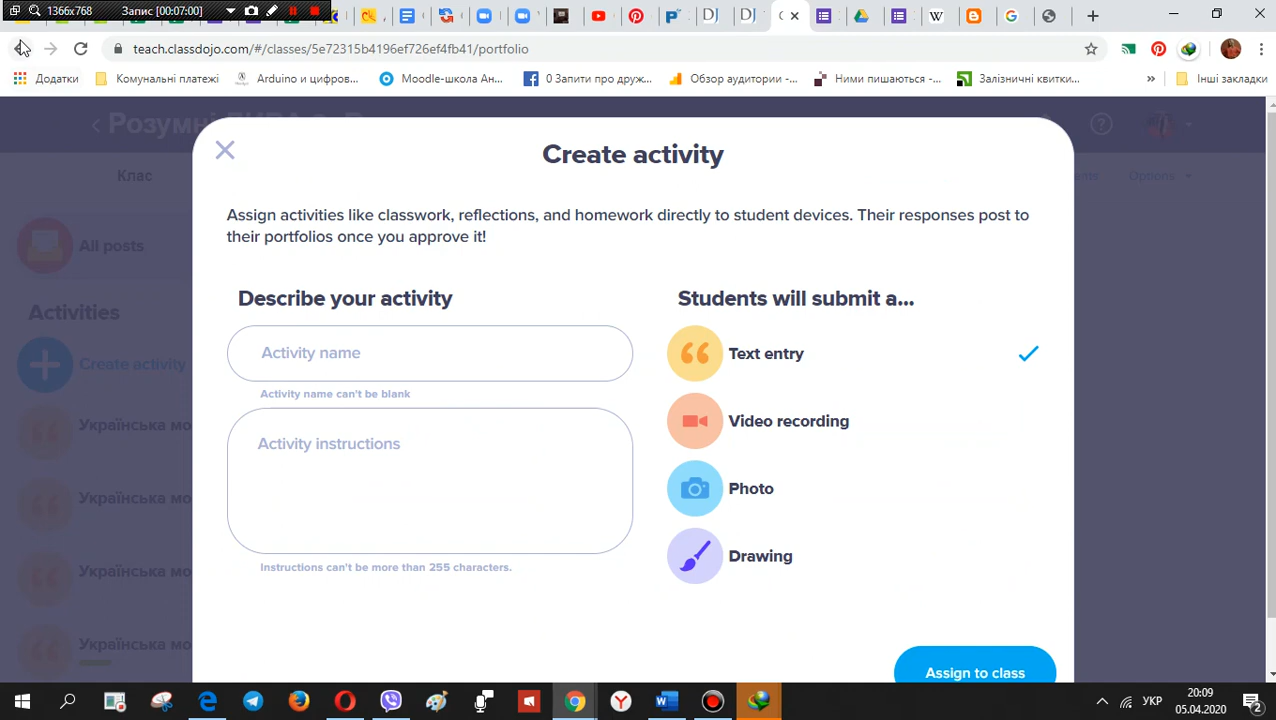 1366x768
Запис [00:07:00]
DJ
DJ
teach.classdojo.com/#/classes/5e72315b4196ef726ef4fb41/portfolio
Додатки
Комунальні платежі
Arduino и цифров...
Moodle-школа Ан...
0 Запити про друж...
Обзор аудитории -...
Ними пишаються -...
Залізничні квитки...
»
Інші закладки
Create activity
Клас
Options
Assign activities like classwork, reflections, and homework directly to student devices. Their responses post to
their portfolios once you approve it!
All posts
Activities
Create activity
Українська мо
Українська мо
Українська мо
Українська мо
Describe your activity
Activity name
Activity name can't be blank
Activity instructions
Instructions can't be more than 255 characters.
Students will submit a...
Text entry
Video recording
Photo
Drawing
Assign to class
УКР
20:09
05.04.2020
2